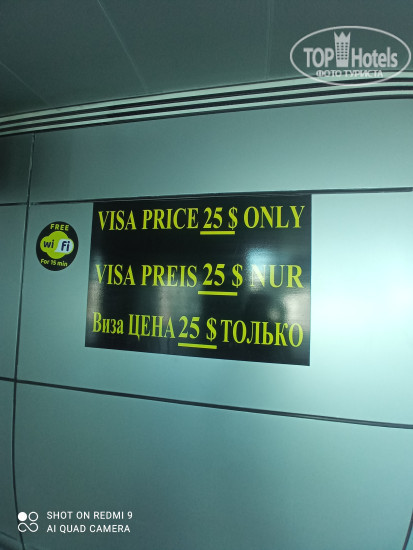 TOP Hotels
ФОТО ТУРИСТА
VISA PRICE 25 $ ONLY
FREE
wi fi
For 15 min
VISA PREIS 25 $ NUR
Виза ЦЕНА 25 $ ТОЛЬКО
SHOT ON REDMI 9
AI QUAD CAMERA